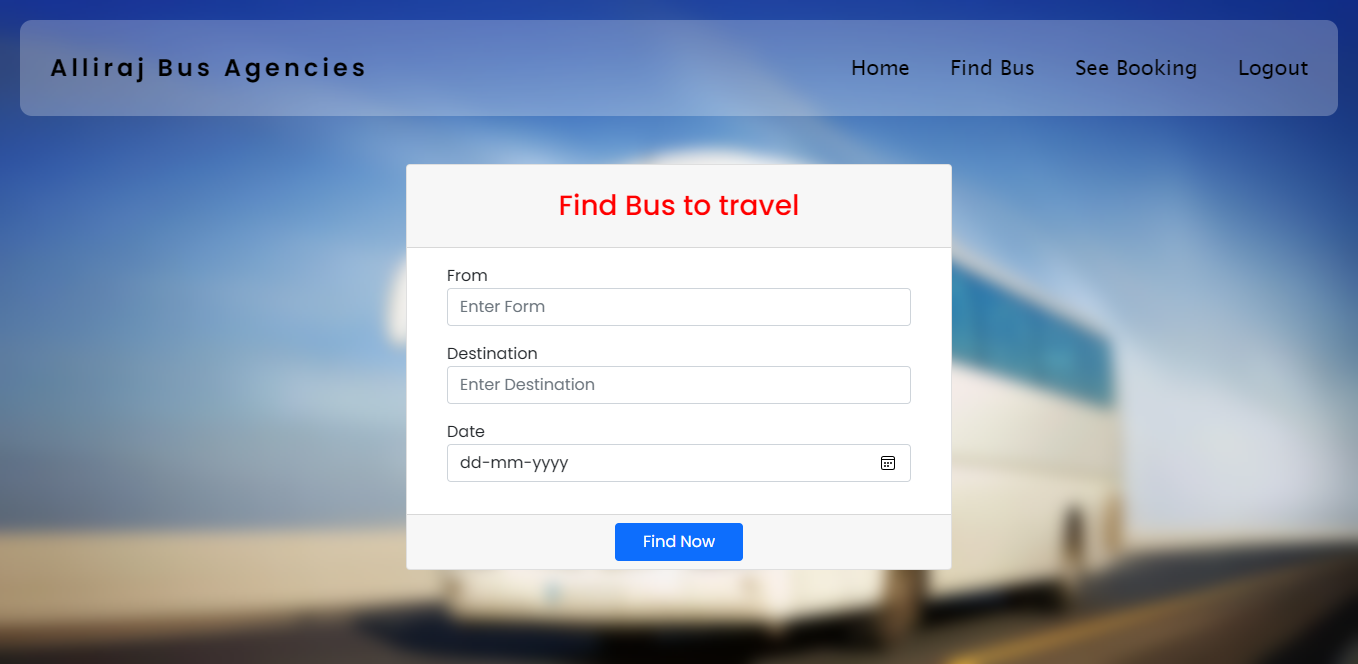 Alliraj Bus Agencies
Home Find Bus See Booking Logout
Find Bus to travel
From
Enter Form
Destination
Enter Destination
Date
dd-mm-yyyy
Find Now